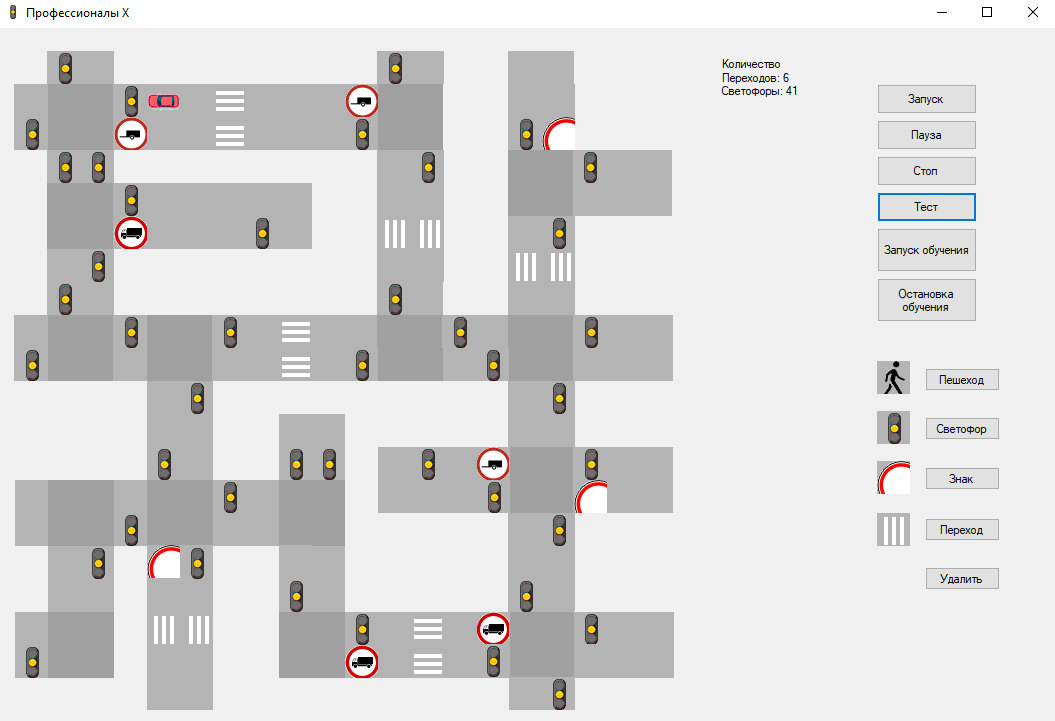 Профессионалы X
Количество
Переходов: 6
Светофоры: 41
Запуск
Пауза
Стоп
Тест
Запуск обучения
Остановка
обучения
Пешеход
Светофор
Знак
Переход
Удалить